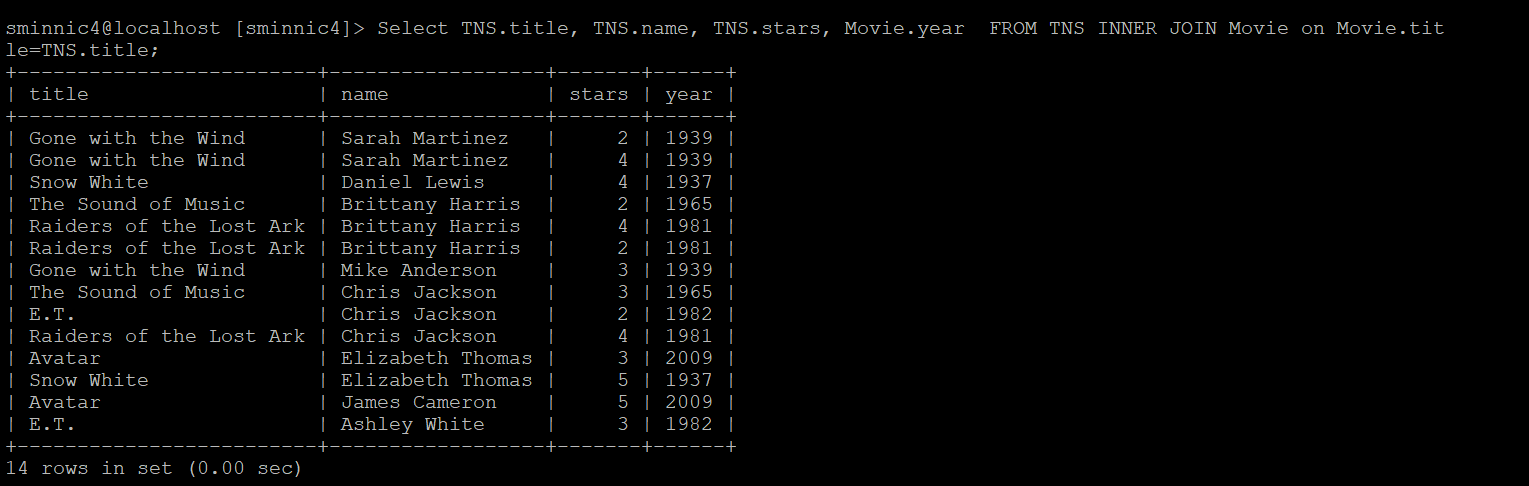 sminnic4@localhost [sminnic4]> Select TNS.title, TNS.name, TNS.stars, Movie.year  FROM TNS INNER JOIN Movie on Movie.tit
le=TNS.title;
+-------------------------+------------------+-------+------+
| title                   | name             | stars | year |
+-------------------------+------------------+-------+------+
| Gone with the Wind      | Sarah Martinez   |     2 | 1939 |
| Gone with the Wind      | Sarah Martinez   |     4 | 1939 |
| Snow White              | Daniel Lewis     |     4 | 1937 |
| The Sound of Music      | Brittany Harris  |     2 | 1965 |
| Raiders of the Lost Ark | Brittany Harris  |     4 | 1981 |
| Raiders of the Lost Ark | Brittany Harris  |     2 | 1981 |
| Gone with the Wind      | Mike Anderson    |     3 | 1939 |
| The Sound of Music      | Chris Jackson    |     3 | 1965 |
| E.T.                    | Chris Jackson    |     2 | 1982 |
| Raiders of the Lost Ark | Chris Jackson    |     4 | 1981 |
| Avatar                  | Elizabeth Thomas |     3 | 2009 |
| Snow White              | Elizabeth Thomas |     5 | 1937 |
| Avatar                  | James Cameron    |     5 | 2009 |
| E.T.                    | Ashley White     |     3 | 1982 |
+-------------------------+------------------+-------+------+
14 rows in set (0.00 sec)